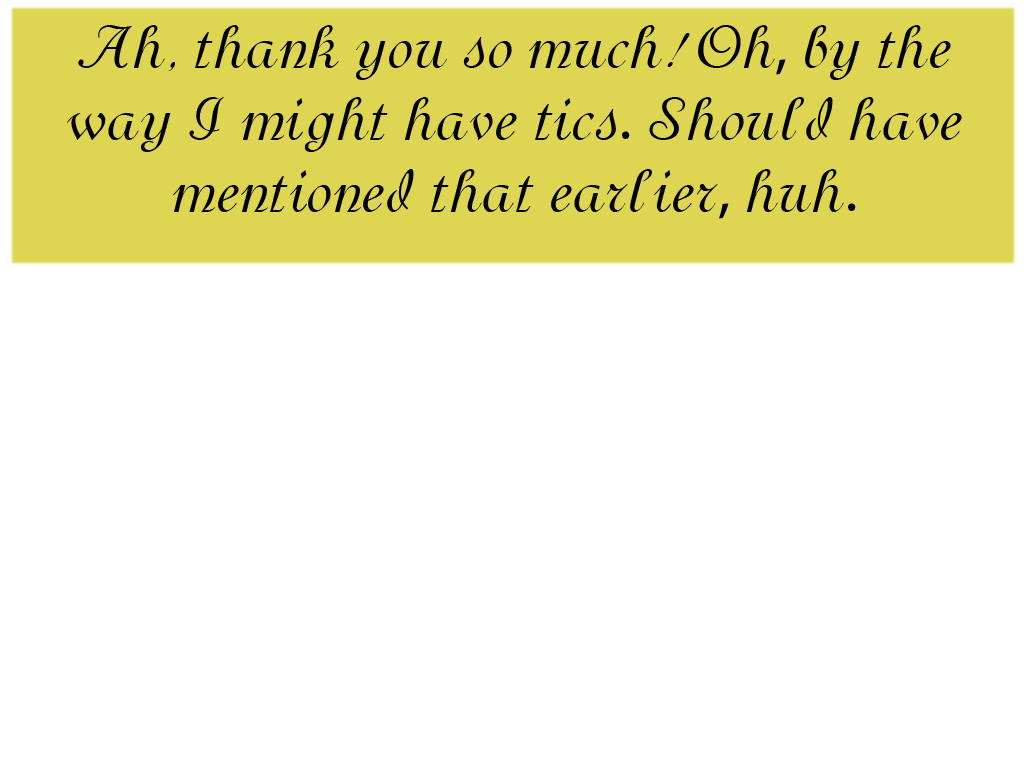 Ah, thank you so much! Oh, by the
way I might have tics. Should have
mentioned that earlier, huh.